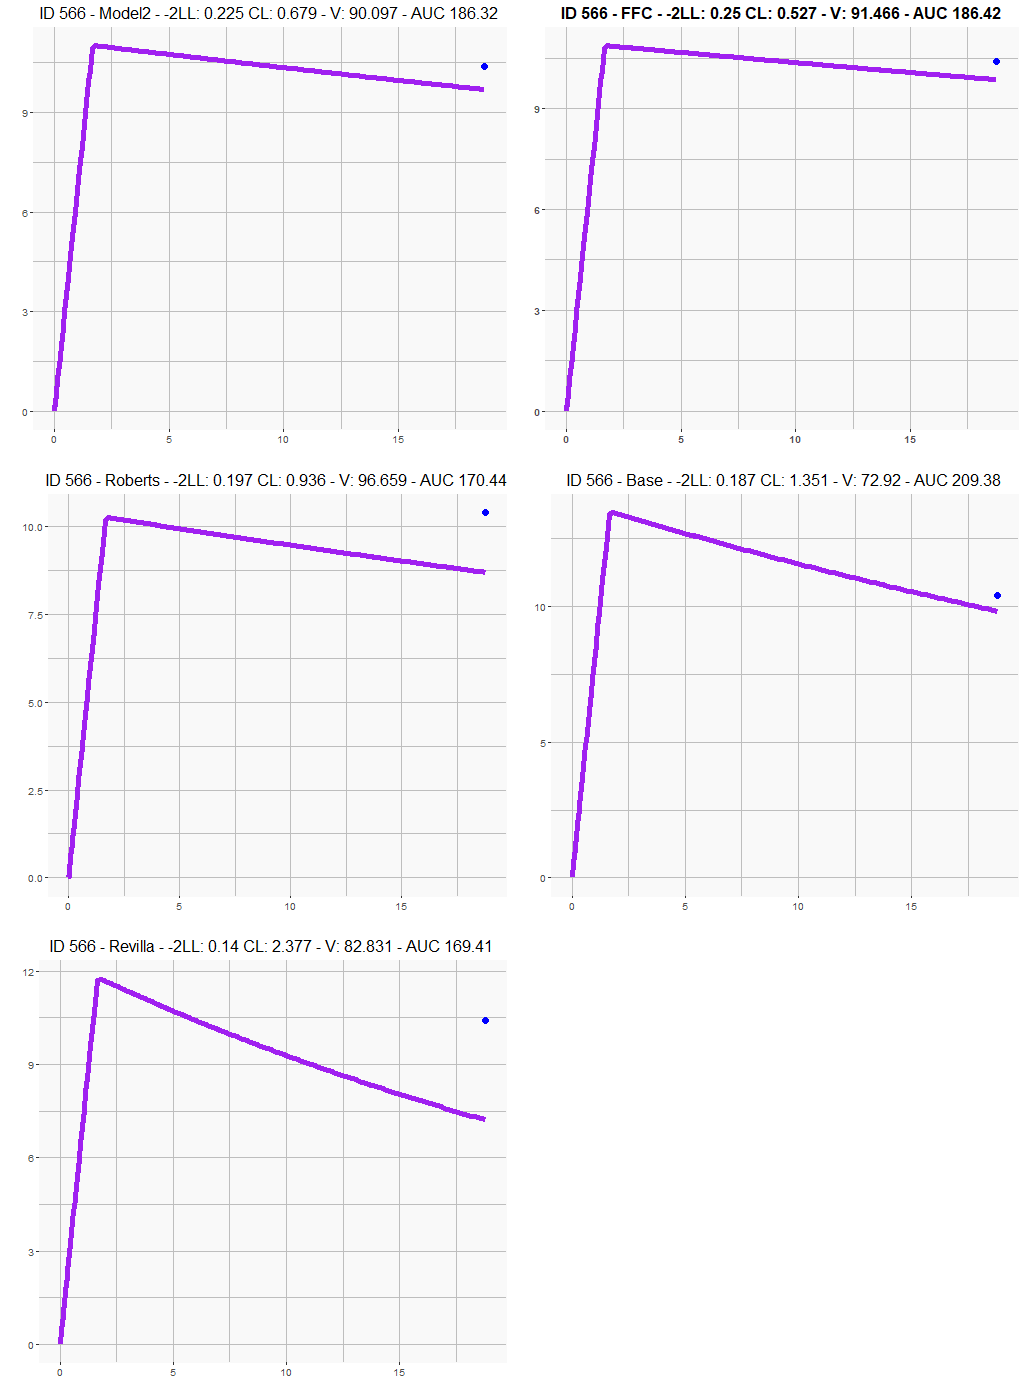 ID 566 - Model2 - -2LL: 0.225 CL: 0.679 - V: 90.097 - AUC 186.32
9
6
3
0
0 5 10 15
ID 566 - FFC - -2LL: 0.25 CL: 0.527 - V: 91.466 - AUC 186.42
9
6
3
0
0 5 10 15
ID 566 - Roberts - -2LL: 0.197 CL: 0.936 - V: 96.659 - AUC 170.44
10.0
7.5
5.0
2.5
0.0
0 5 10 15
ID 566 - Base - -2LL: 0.187 CL: 1.351 - V: 72.92 - AUC 209.38
10
5
0
0 5 10 15
ID 566 - Revilla - -2LL: 0.14 CL: 2.377 - V: 82.831 - AUC 169.41
12
9
6
3
0
0 5 10 15